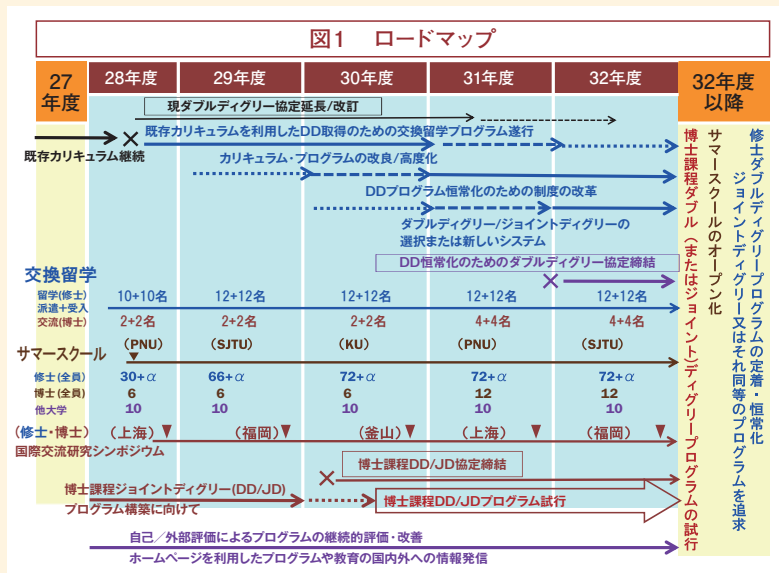 図1 ロードマップ
27年度
28年度 29年度 30年度 31年度 32年度
32年度以降
現ダブルディグリー協定延長/改訂
既存カリキュラムを利用したDD取得のための交換留学プログラム遂行
既存カリキュラム継続
カリキュラム・プログラムの改良/高度化
DDプログラム恒常化のための制度の改革
ダブルディグリー/ジョイントディグリーの
選択または新しいシステム
DD恒常化のためのダブルディグリー協定締結
交換留学
留学(修士) 10+10名 12+12名 12+12名 12+12名 12+12名
派遣+受入
交流(博士) 2+2名 2+2名 2+2名 4+4名 4+4名
サマースクール (PNU) (SJTU) (KU) (PNU) (SJTU)
修士(全員) 30+α 66+α 72+α 72+α 72+α
博士(全員) 6 6 6 12 12
他大学 10 10 10 10 10
(修士・博士) (上海) (福岡) (釜山) (上海) (福岡)
国際交流研究シンポジウム
博士課程DD/JD協定締結
博士課程ジョイントディグリー(DD/JD)
プログラム構築に向けて
博士課程DD/JDプログラム試行
自己/外部評価によるプログラムの継続的評価・改善
ホームページを利用したプログラムや教育の国内外への情報発信
修士ダブルディグリープログラムの定着・恒常化
ジョイントディグリー又はそれ同等のプログラムを追求
サマースクールのオープン化
博士課程ダブル(またはジョイント)ディグリープログラムの試行